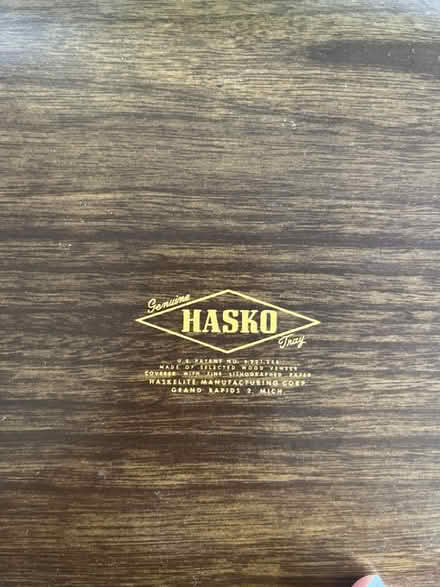 Genuine
HASKO
Tray
U.S. PATENT NO.
MADE OF SELECTED WOOD VENEER
COVERED WITH FINE LITHOGRAPHED PAPER
HASKELITE MANUFACTURING CORP.
GRAND RAPIDS 2, MICH.